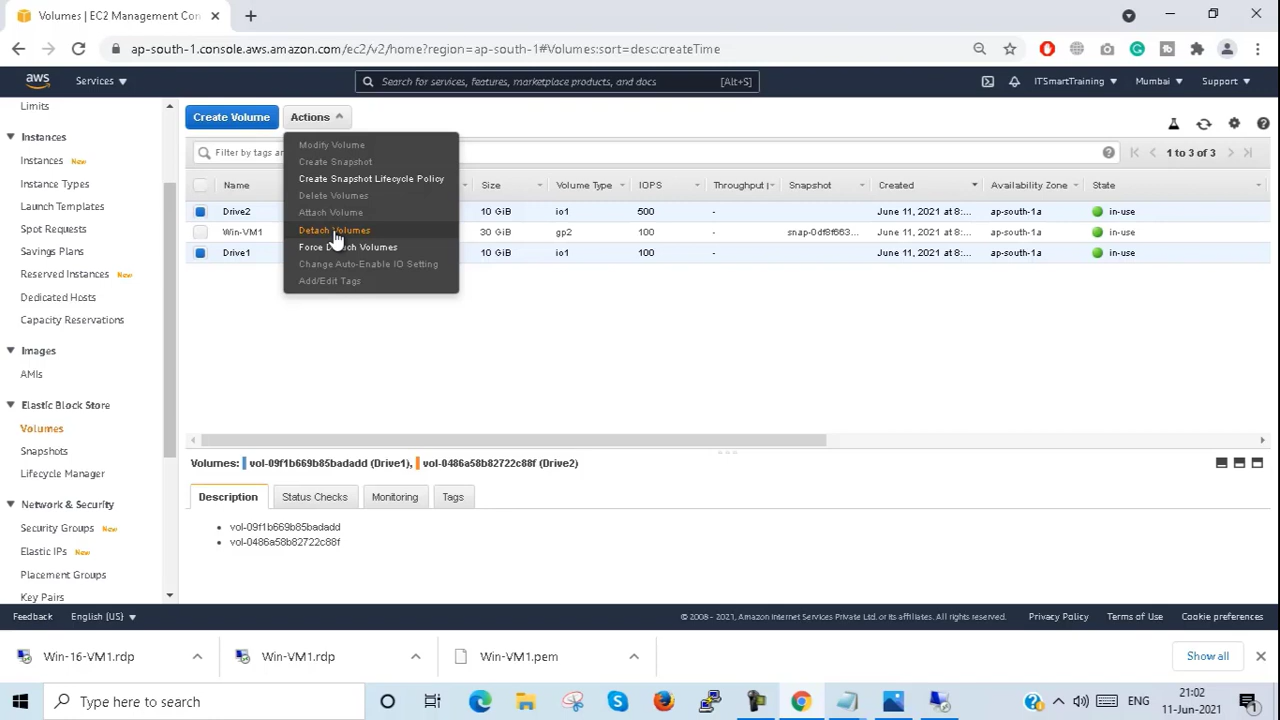 Volumes | EC2 Management Con
ap-south-1.console.aws.amazon.com/ec2/v2/home?region=ap-south-1#Volumes:sort=desc:createTime
aws Services Search for services, features, marketplace products, and docs [Alt+S] ITSmartTraining Mumbai Support
Limits
Instances
Instances New
Instance Types
Launch Templates
Spot Requests
Savings Plans
Reserved Instances New
Dedicated Hosts
Capacity Reservations
Images
AMIs
Elastic Block Store
Volumes
Snapshots
Lifecycle Manager
Network & Security
Security Groups New
Elastic IPs New
Placement Groups
Key Pairs
Create Volume Actions
Filter by tags 1 to 3 of 3
Modify Volume
Create Snapshot
Create Snapshot Lifecycle Policy
Delete Volumes
Attach Volume
Detach Volumes
Force Detach Volumes
Change Auto-Enable IO Setting
Add/Edit Tags
Name Size Volume Type IOPS Throughput Snapshot Created Availability Zone State
Drive2 10 GiB io1 500 - June 11, 2021 at 8:... ap-south-1a in-use
Win-VM1 30 GiB gp2 100 - snap-0df8f663... June 11, 2021 at 8:... ap-south-1a in-use
Drive1 10 GiB io1 100 - June 11, 2021 at 8:... ap-south-1a in-use
Volumes: vol-09f1b669b85badadd (Drive1), vol-0486a58b82722c88f (Drive2)
Description Status Checks Monitoring Tags
vol-09f1b669b85badadd
vol-0486a58b82722c88f
Feedback English (US) © 2008 - 2021, Amazon Internet Services Private Ltd. or its affiliates. All rights reserved. Privacy Policy Terms of Use Cookie preferences
Win-16-VM1.rdp Win-VM1.rdp Win-VM1.pem Show all
Type here to search ENG 21:02
11-Jun-2021